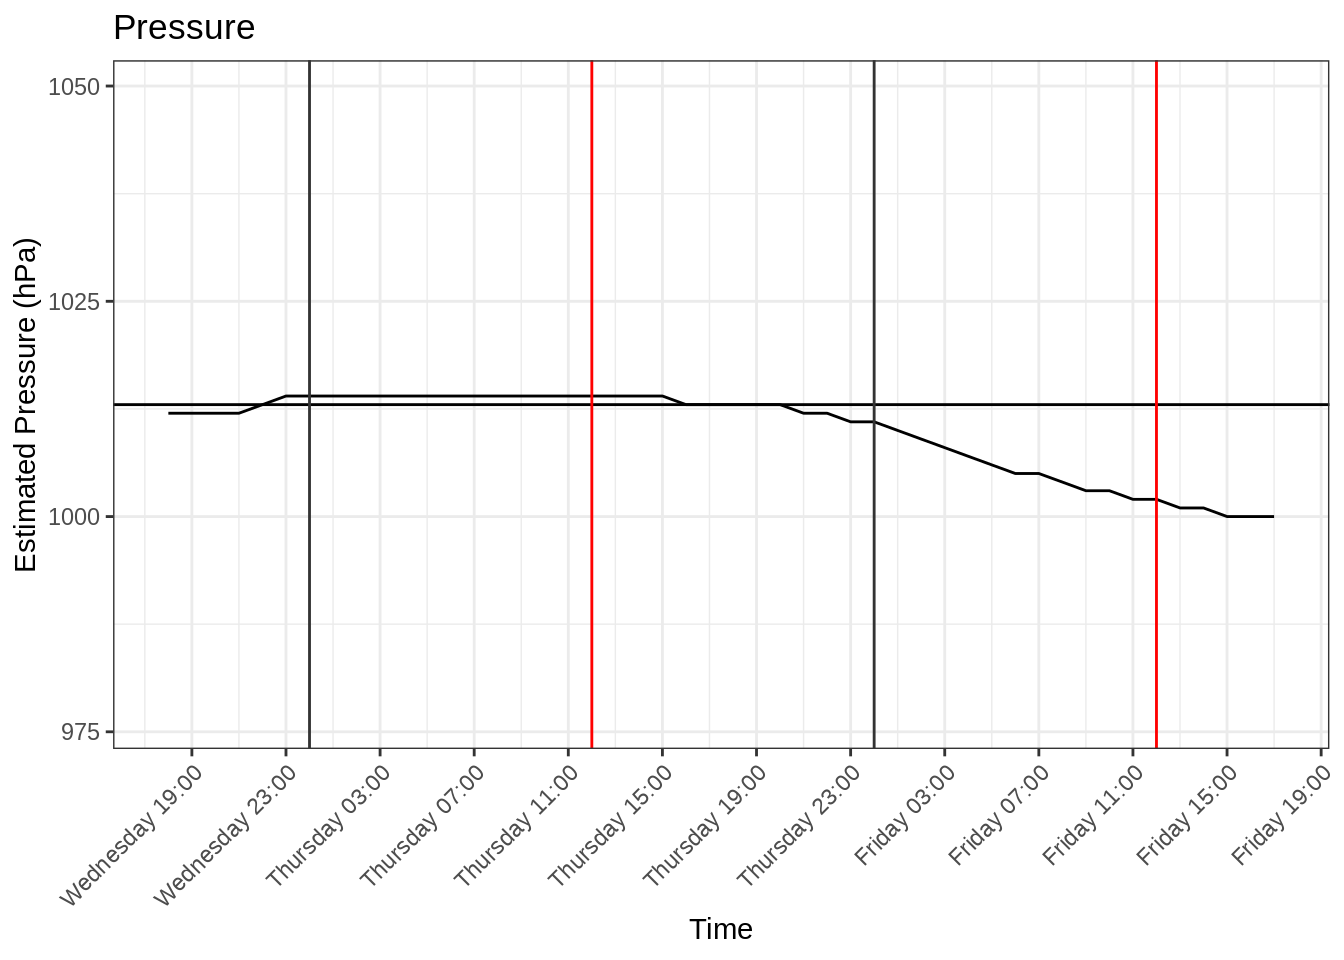 Pressure
Estimated Pressure (hPa)
1050
1025
1000
975
Wednesday 19:00
Wednesday 23:00
Thursday 03:00
Thursday 07:00
Thursday 11:00
Thursday 15:00
Thursday 19:00
Thursday 23:00
Friday 03:00
Friday 07:00
Friday 11:00
Friday 15:00
Friday 19:00
Time